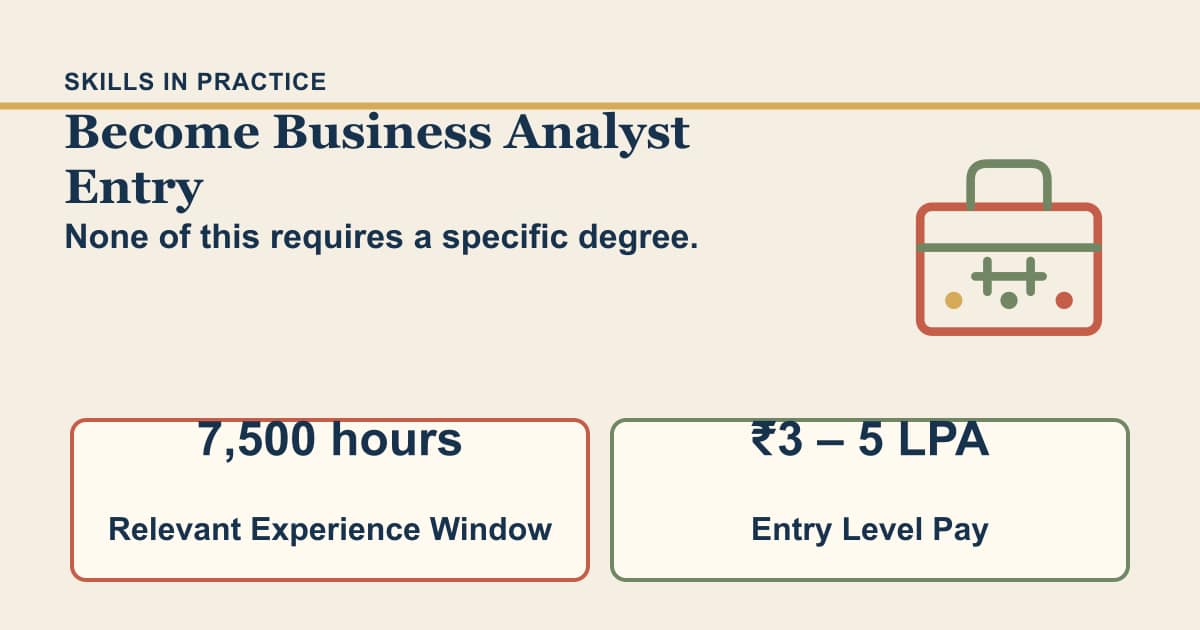 SKILLS IN PRACTICE
Become Business Analyst
Entry
None of this requires a specific degree.
7,500 hours
Relevant Experience Window
₹3 – 5 LPA
Entry Level Pay